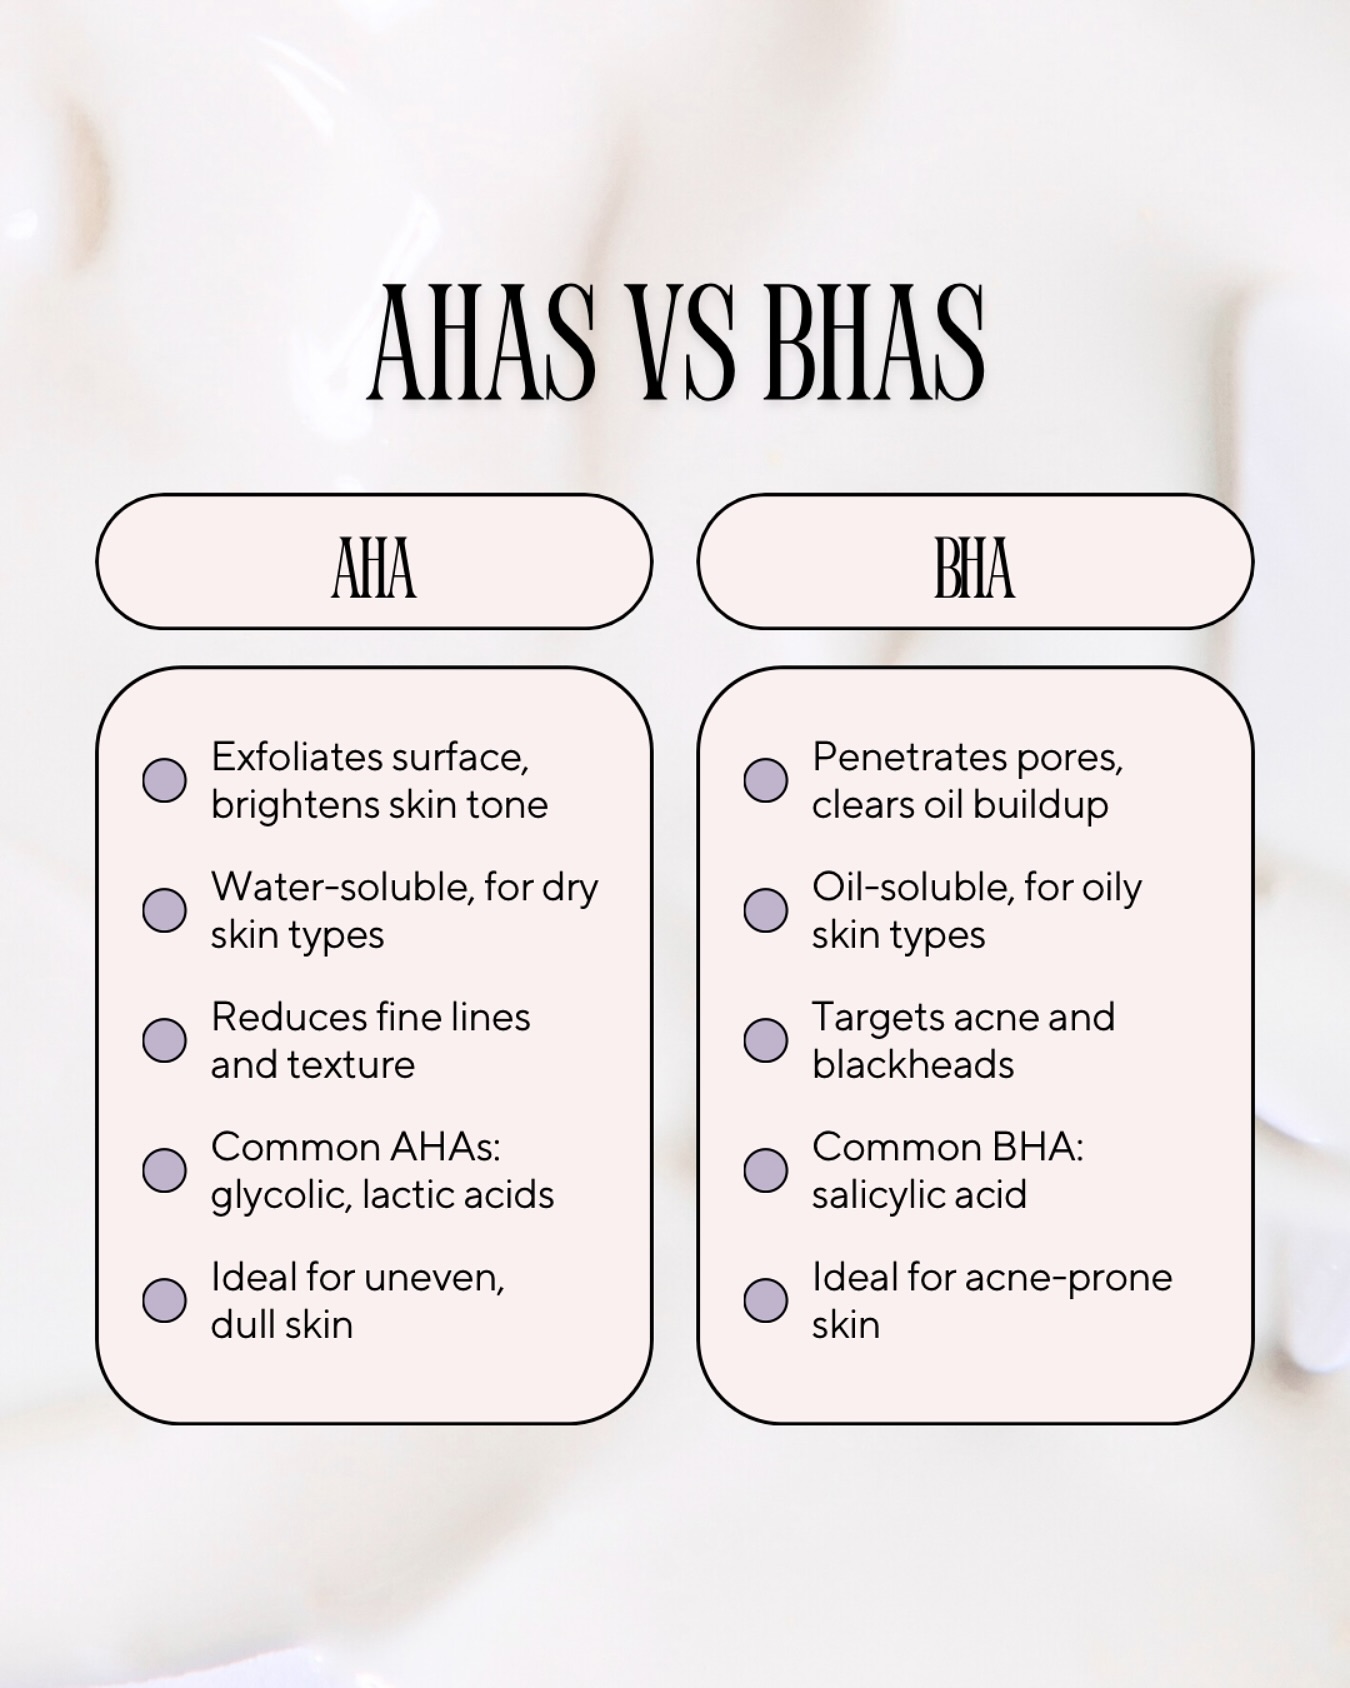 AHAS VS BHAS
AHA
Exfoliates surface,
brightens skin tone
Water-soluble, for dry
skin types
Reduces fine lines
and texture
Common AHAs:
glycolic, lactic acids
Ideal for uneven,
dull skin
BHA
Penetrates pores,
clears oil buildup
Oil-soluble, for oily
skin types
Targets acne and
blackheads
Common BHA:
salicylic acid
Ideal for acne-prone
skin